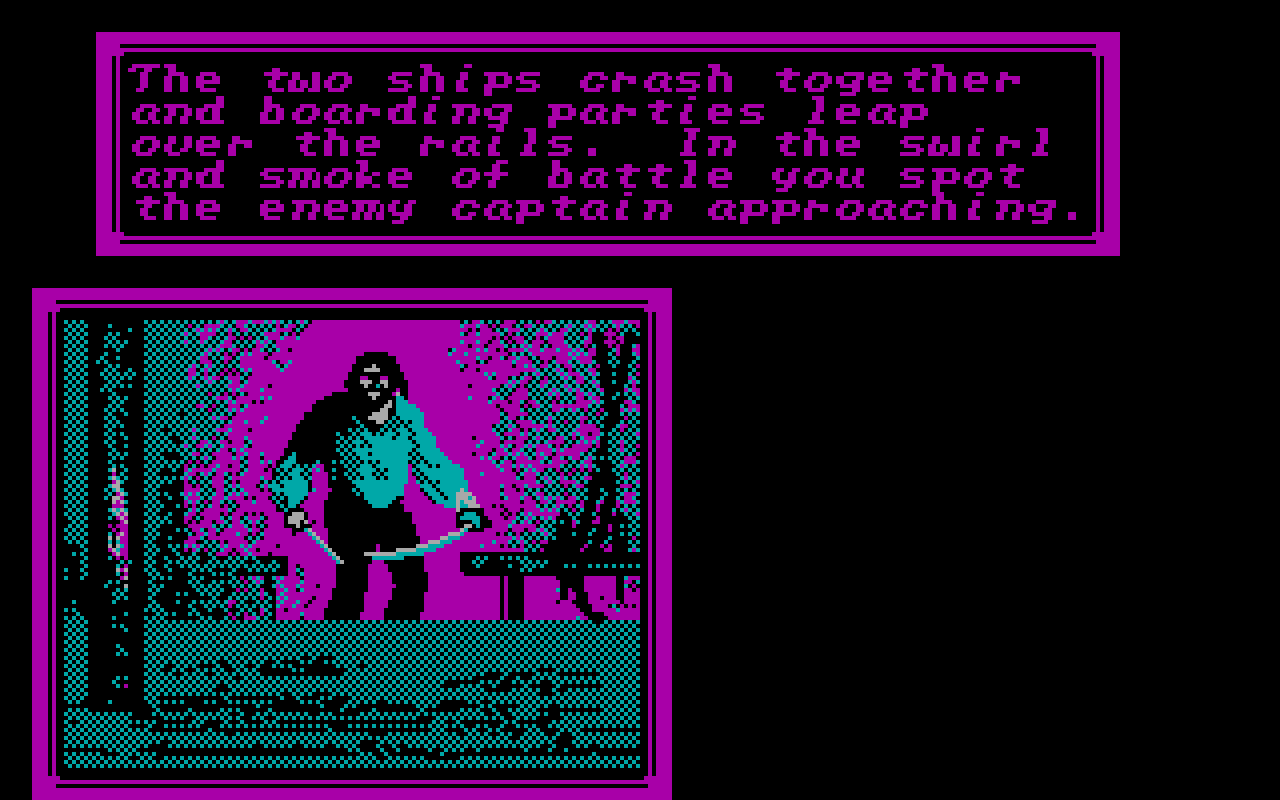 The two ships crash together
and boarding parties leap
over the rails. In the swirl
and smoke of battle you spot
the enemy captain approaching.